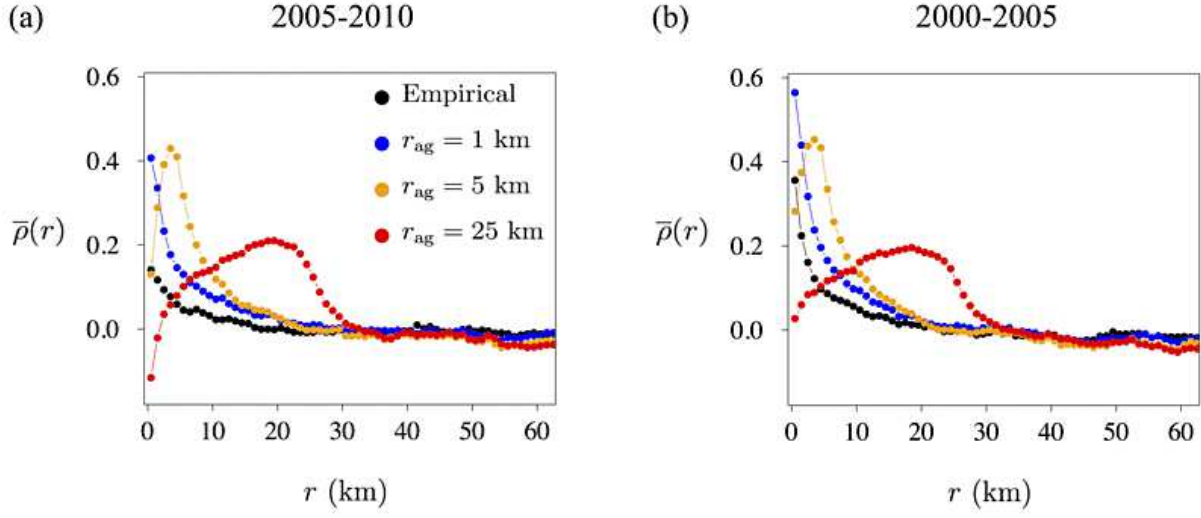 (a) 2005-2010
0.6
0.4
0.2
0.0
ρ̅(r)
Empirical
r_ag = 1 km
r_ag = 5 km
r_ag = 25 km
0 10 20 30 40 50 60
r (km)
(b) 2000-2005
0.6
0.4
0.2
0.0
ρ̅(r)
0 10 20 30 40 50 60
r (km)